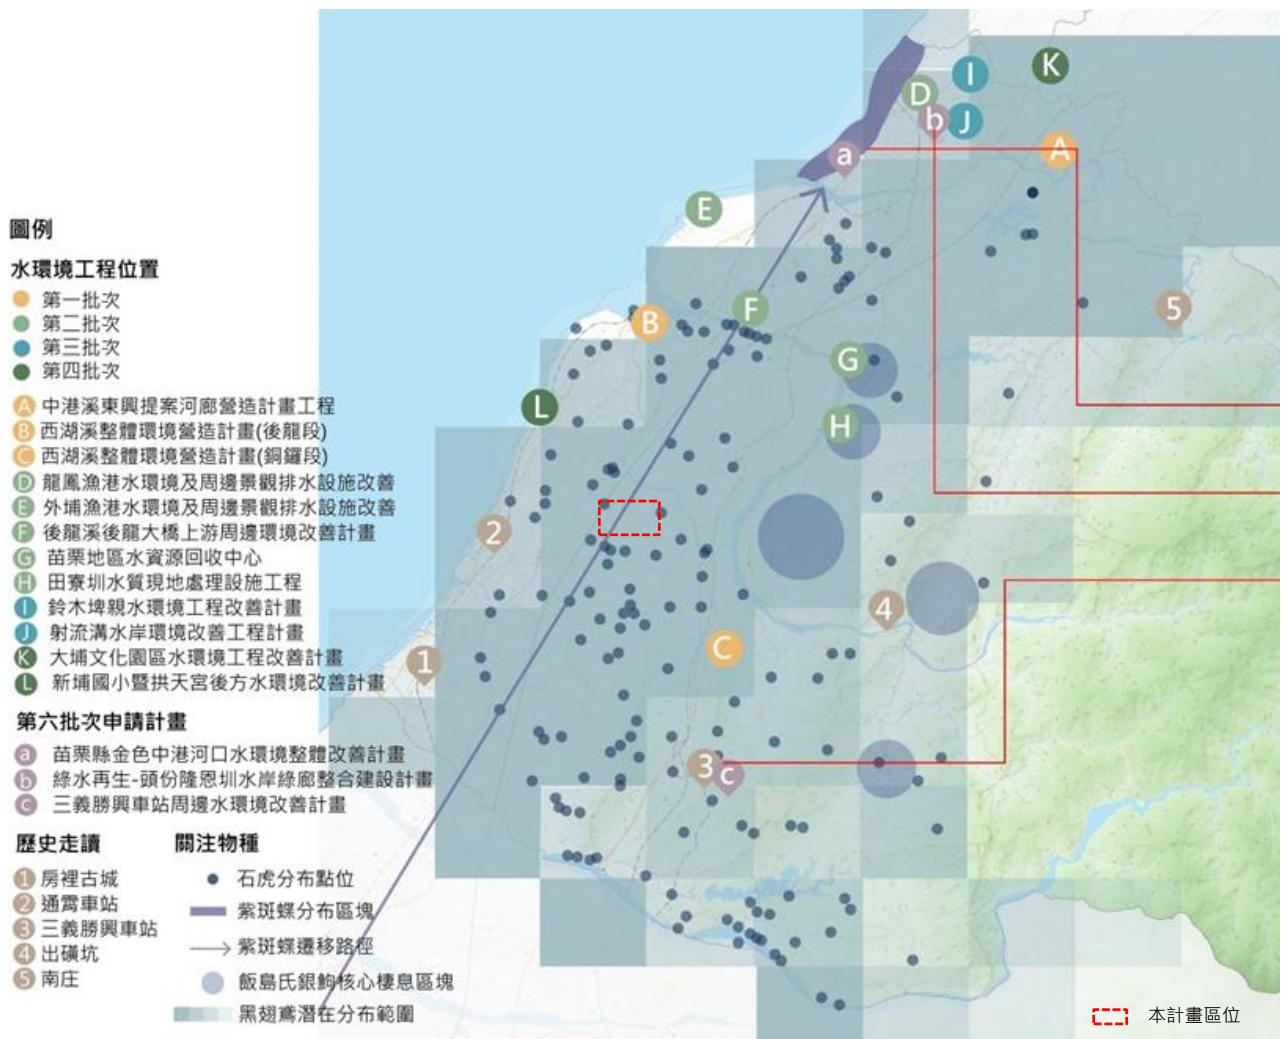 圖例
水環境工程位置
第一批次
第二批次
第三批次
第四批次
A 中港溪東興提案河廊營造計畫工程
B 西湖溪整體環境營造計畫(後龍段)
C 西湖溪整體環境營造計畫(銅鑼段)
D 龍鳳漁港水環境及周邊景觀排水設施改善
E 外埔漁港水環境及周邊景觀排水設施改善
F 後龍溪後龍大橋上游周邊環境改善計畫
G 苗栗地區水資源回收中心
H 田寮圳水質現地處理設施工程
I 鈴木埤親水環境工程改善計畫
J 射流溝水岸環境改善工程計畫
K 大埔文化園區水環境工程改善計畫
L 新埔國小暨拱天宮後方水環境改善計畫
第六批次申請計畫
a 苗栗縣金色中港河口水環境整體改善計畫
b 綠水再生-頭份隆恩圳水岸綠廊整合建設計畫
c 三義勝興車站周邊水環境改善計畫
歷史走讀
1 房裡古城
2 通霄車站
3 三義勝興車站
4 出磺坑
5 南庄
關注物種
石虎分布點位
紫斑蝶分布區塊
紫斑蝶遷移路徑
飯島氏銀鮈核心棲息區塊
黑翅鳶潛在分布範圍
I
K
D
b
J
A
a
E
F
B
5
G
L
H
2
4
C
1
3
c
本計畫區位